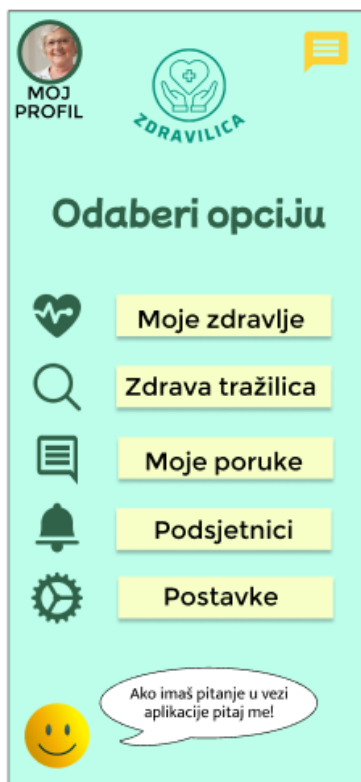 MOJ
PROFIL
ZDRAVILICA
Odaberi opciju
Moje zdravlje
Zdrava tražilica
Moje poruke
Podsjetnici
Postavke
Ako imaš pitanje u vezi
aplikacije pitaj me!